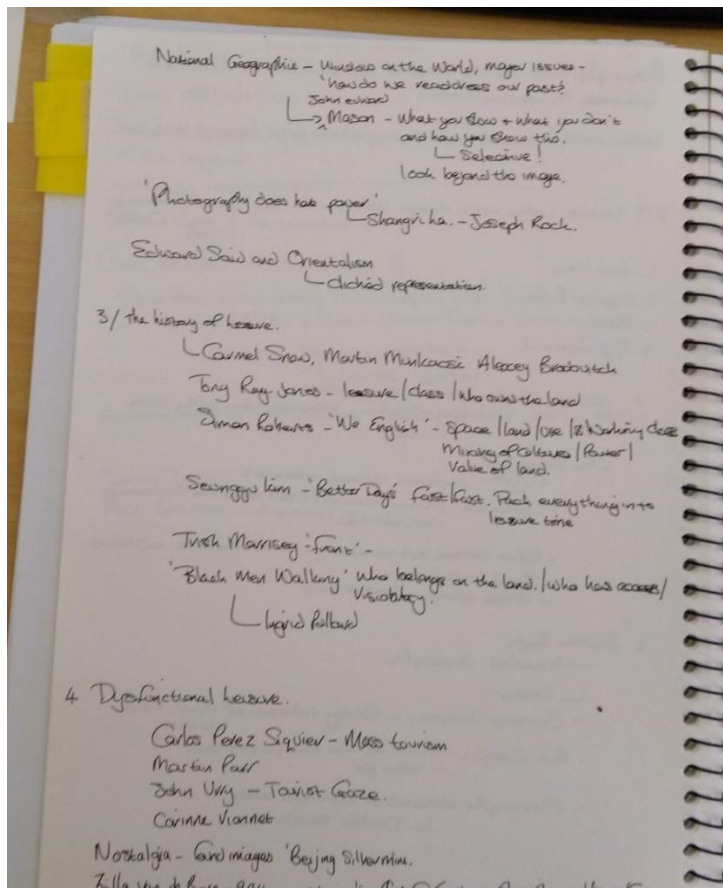 National Geographic - Window on the World, major issues -
'how do we readdress our past?
John Edward
Mason - What you show + what you don't
and how you show this.
Selective!
look beyond the image.
'Photography does have power'
Shangri-ha. - Joseph Rock.
Edward Said and Orientalism
clichéd representation.
3/ the history of leisure.
Carmel Snow, Martin Munkacsi Alexey Brodovitch
Tony Ray-Jones - leisure/class/who owns the land
Simon Roberts - 'We English' - Space/land/use/ Working class
Mixing of Cultures/Power/
Value of land.
Seunggu Kim - 'Better Days' fast/fast. Pack everything into
leisure time
Trish Morrisey - 'front' -
'Black Men Walking' who belongs on the land./who has access/
Visiblity.
Ingrid Pollard
4 Dysfunctional leisure.
Carlos Perez Siquier - Mass tourism
Martin Parr
John Urry - Tourist Gaze.
Corinne Vionnet
Nostalgia - found images 'Beijing Silvermine.